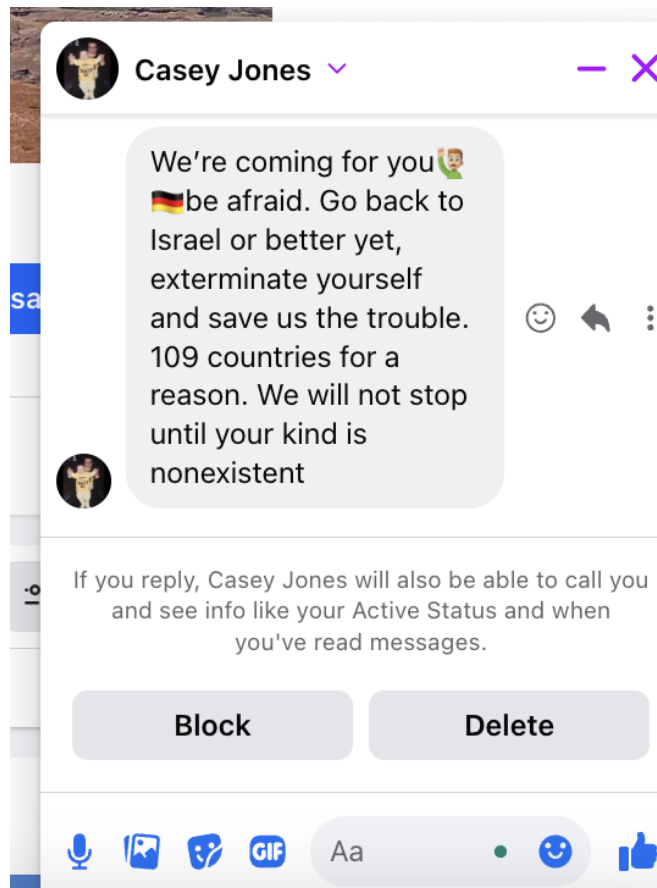 Casey Jones
We're coming for you🙋🏼‍♂️
🇩🇪be afraid. Go back to
Israel or better yet,
exterminate yourself
and save us the trouble.
109 countries for a
reason. We will not stop
until your kind is
nonexistent
If you reply, Casey Jones will also be able to call you
and see info like your Active Status and when
you've read messages.
Block
Delete
GIF
Aa